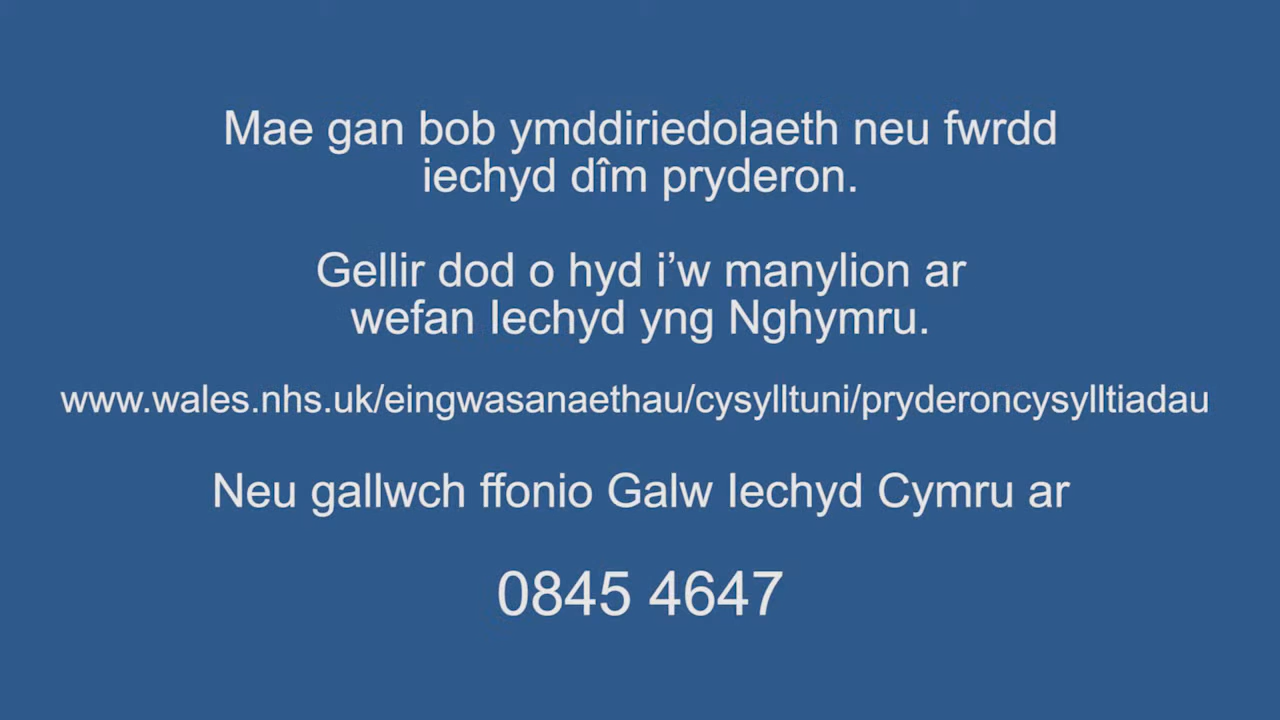 Mae gan bob ymddiriedolaeth neu fwrdd
iechyd dîm pryderon.
Gellir dod o hyd i’w manylion ar
wefan Iechyd yng Nghymru.
www.wales.nhs.uk/eingwasanaethau/cysylltuni/pryderoncysylltiadau
Neu gallwch ffonio Galw Iechyd Cymru ar
0845 4647